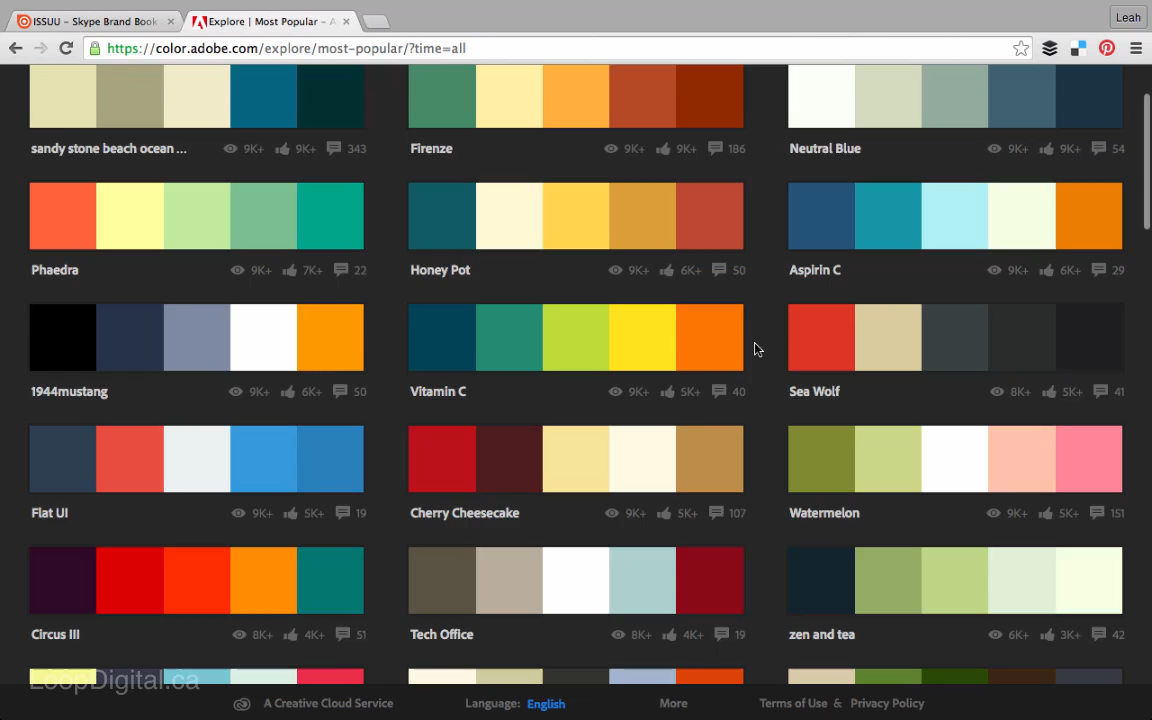 ISSUU - Skype Brand Book
Explore | Most Popular - A
Leah
https://color.adobe.com/explore/most-popular/?time=all
sandy stone beach ocean ... 9K+ 9K+ 343
Firenze 9K+ 9K+ 186
Neutral Blue 9K+ 9K+ 54
Phaedra 9K+ 7K+ 22
Honey Pot 9K+ 6K+ 50
Aspirin C 9K+ 6K+ 29
1944mustang 9K+ 6K+ 50
Vitamin C 9K+ 5K+ 40
Sea Wolf 8K+ 5K+ 41
Flat UI 9K+ 5K+ 19
Cherry Cheesecake 9K+ 5K+ 107
Watermelon 9K+ 5K+ 151
Circus III 8K+ 4K+ 51
Tech Office 8K+ 4K+ 19
zen and tea 6K+ 3K+ 42
LoopDigital.ca
A Creative Cloud Service
Language: English
More
Terms of Use & Privacy Policy